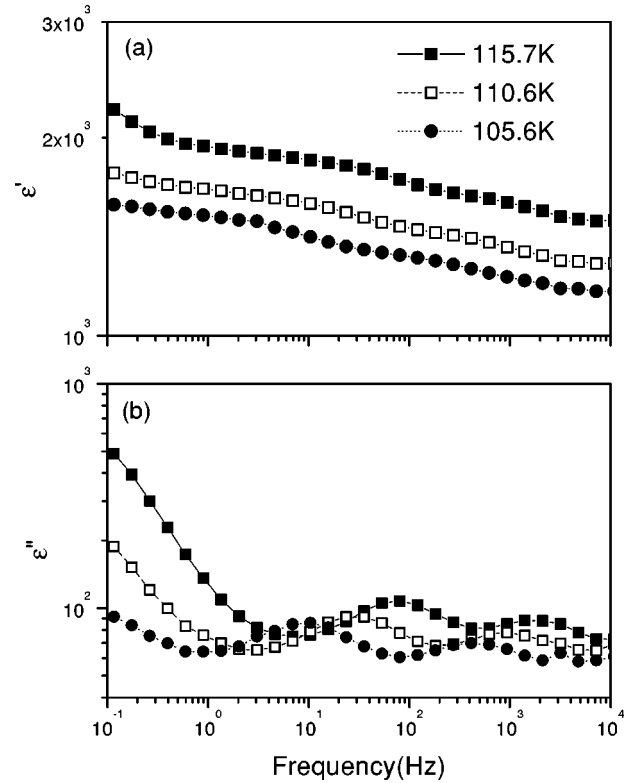 3x10³
(a)
115.7K
110.6K
105.6K
2x10³
ε'
10³
10³
(b)
ε"
10²
10⁻¹ 10⁰ 10¹ 10² 10³ 10⁴
Frequency(Hz)